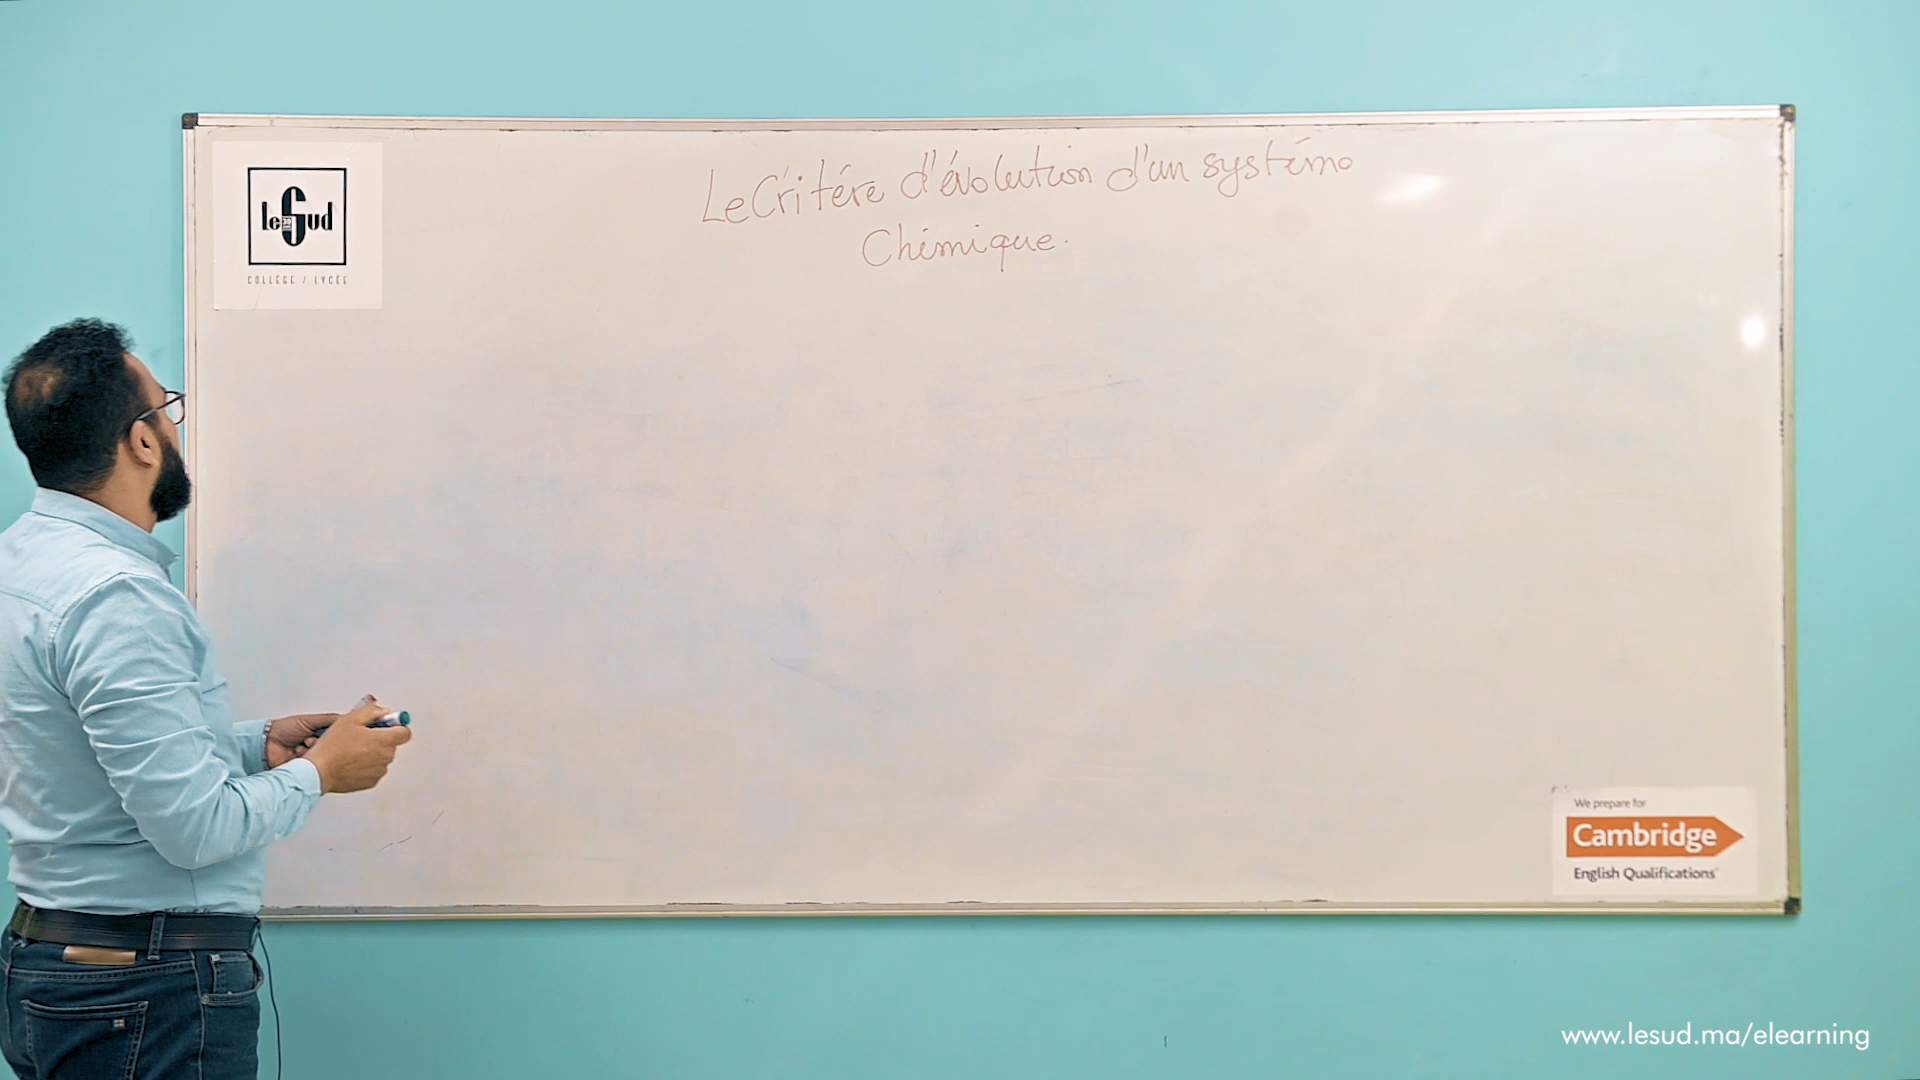 Le Critére d'évolution d'un systéme
Chimique.
Le Sud
COLLÈGE / LYCÉE
We prepare for
Cambridge
English Qualifications
www.lesud.ma/elearning